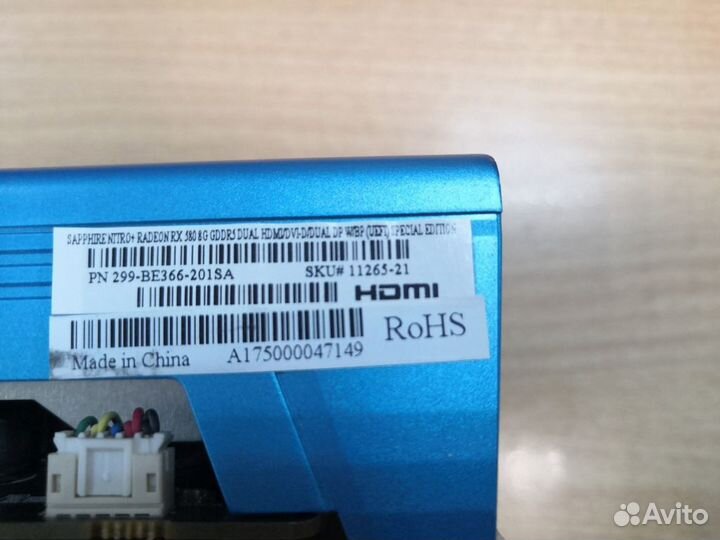 SAPPHIRE NITRO+ RADEON RX 580 8G GDDR5 DUAL HDMI/DVI-D/DUAL DP W/BP (UEFI) SPECIAL EDITION
PN 299-BE366-201SA SKU# 11265-21
HDMI
RoHS
Made in China A175000047149
Avito